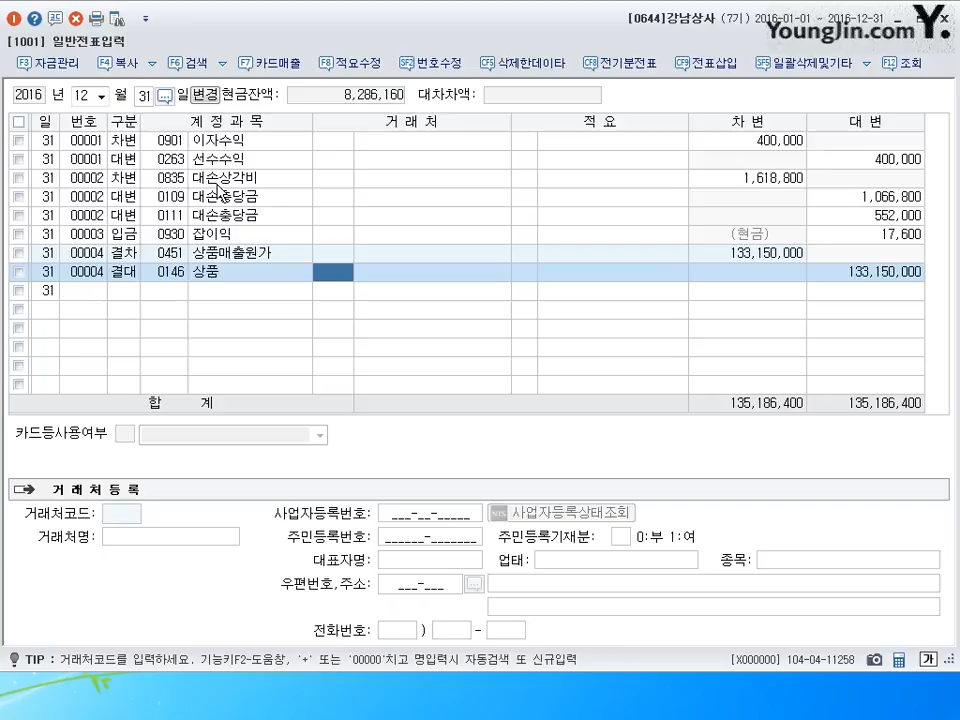 [0644]강남상사 (7기) 2016-01-01 ~ 2016-12-31
YoungJin.com Y.
[1001] 일반전표입력
F3 자금관리 F4 복사 F6 검색 F7 카드매출 F8 적요수정 SF2 번호수정 CF5 삭제한데이타 CF8 전기분전표 CF9 전표삽입 SF5 일괄삭제및기타 F12 조회
2016 년 12 월 31 일 변경 현금잔액: 8,286,160 대차차액:
일 번호 구분 계 정 과 목 거 래 처 적 요 차 변 대 변
31 00001 차변 0901 이자수익 400,000
31 00001 대변 0263 선수수익 400,000
31 00002 차변 0835 대손상각비 1,618,800
31 00002 대변 0109 대손충당금 1,066,800
31 00002 대변 0111 대손충당금 552,000
31 00003 입금 0930 잡이익 (현금) 17,600
31 00004 결차 0451 상품매출원가 133,150,000
31 00004 결대 0146 상품 133,150,000
31
합 계 135,186,400 135,186,400
카드등사용여부
거 래 처 등 록
거래처코드: 사업자등록번호: ___-__-_____ 사업자등록상태조회
거래처명: 주민등록번호: ______-_______ 주민등록기재분: 0:부 1:여
대표자명: 업태: 종목:
우편번호,주소: ___-___
전화번호: ) -
TIP : 거래처코드를 입력하세요. 기능키F2-도움창, '+' 또는 '00000'치고 명입력시 자동검색 또 신규입력 [X000000] 104-04-11258 가